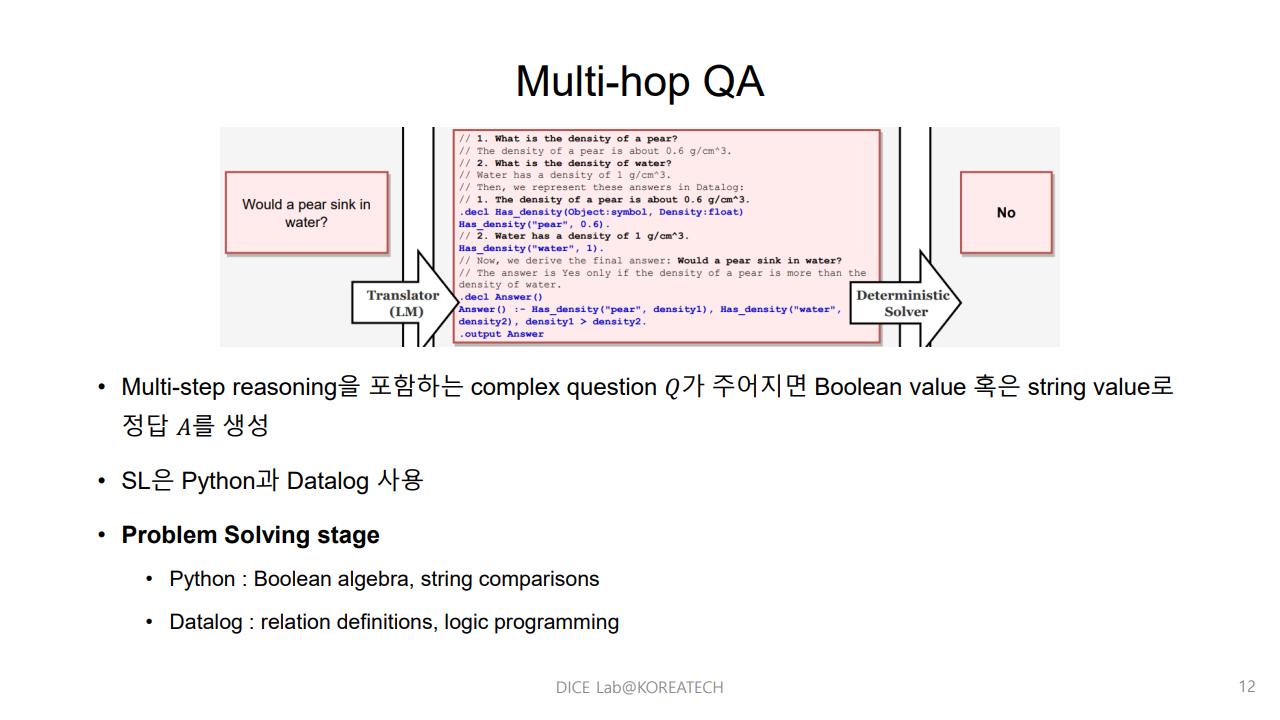 Multi-hop QA
Would a pear sink in
water?
Translator
(LM)
// 1. What is the density of a pear?
// The density of a pear is about 0.6 g/cm^3.
// 2. What is the density of water?
// Water has a density of 1 g/cm^3.
// Then, we represent these answers in Datalog:
// 1. The density of a pear is about 0.6 g/cm^3.
.decl Has_density(Object:symbol, Density:float)
Has_density("pear", 0.6).
// 2. Water has a density of 1 g/cm^3.
Has_density("water", 1).
// Now, we derive the final answer: Would a pear sink in water?
// The answer is Yes only if the density of a pear is more than the
density of water.
.decl Answer()
Answer() :- Has_density("pear", density1), Has_density("water",
density2), density1 > density2.
.output Answer
Deterministic
Solver
No
• Multi-step reasoning을 포함하는 complex question Q가 주어지면 Boolean value 혹은 string value로
정답 A를 생성
• SL은 Python과 Datalog 사용
• Problem Solving stage
• Python : Boolean algebra, string comparisons
• Datalog : relation definitions, logic programming
DICE Lab@KOREATECH
12